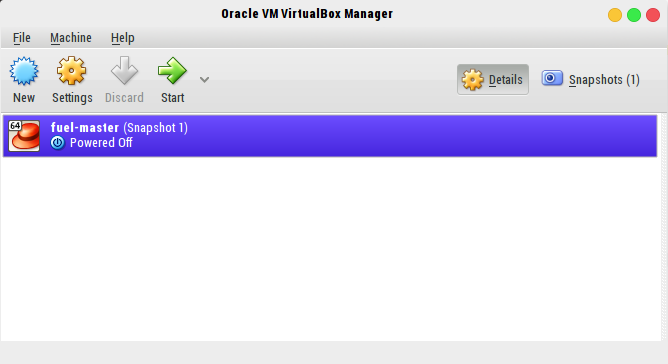 Oracle VM VirtualBox Manager
File Machine Help
New Settings Discard Start Details Snapshots (1)
64 fuel-master (Snapshot 1)
Powered Off